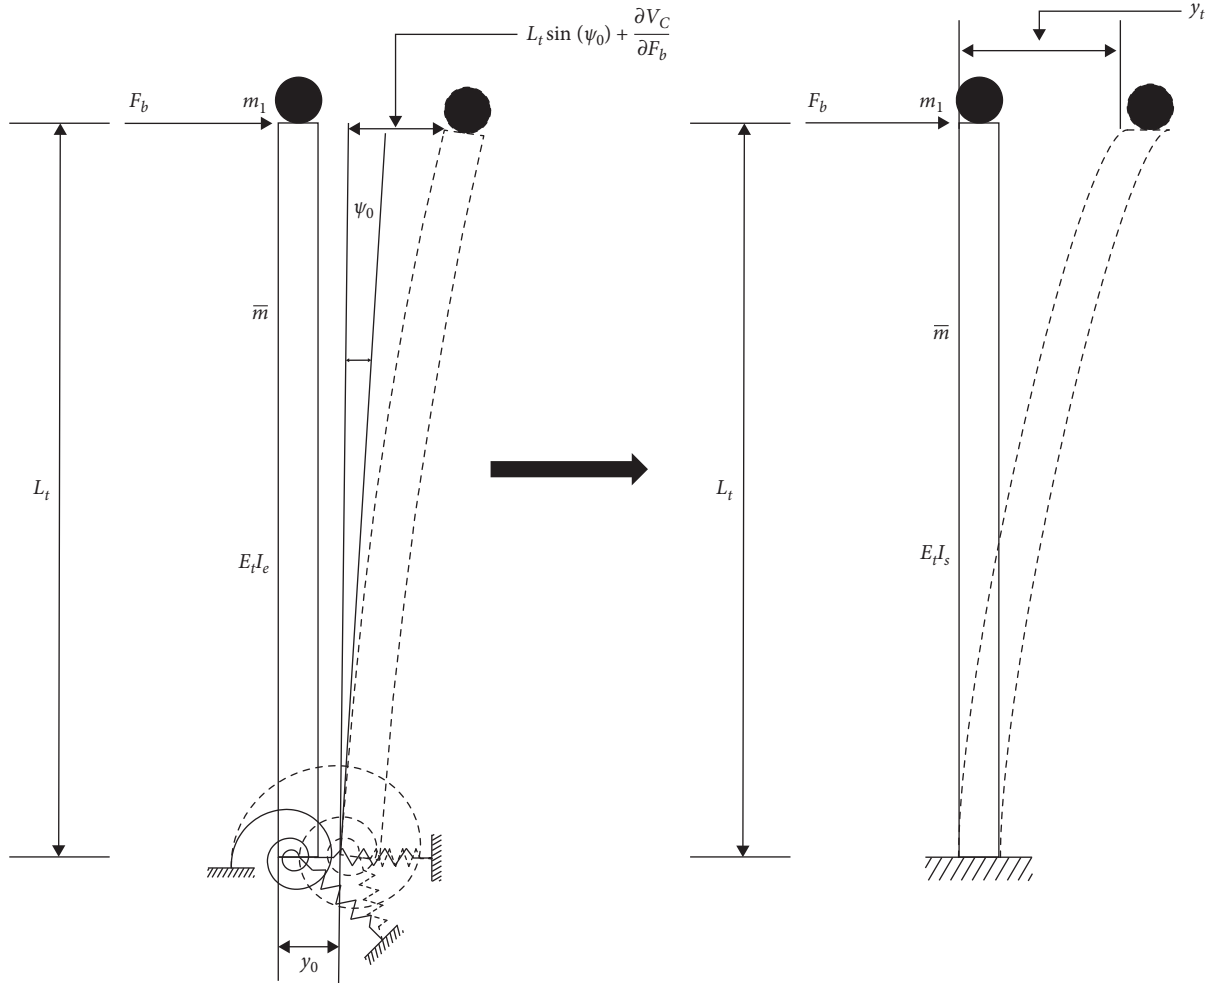 L_t sin (ψ_0) + ∂V_C/∂F_b
y_t
F_b
m_1
F_b
m_1
ψ_0
m̅
m̅
L_t
L_t
E_tI_e
E_tI_s
y_0